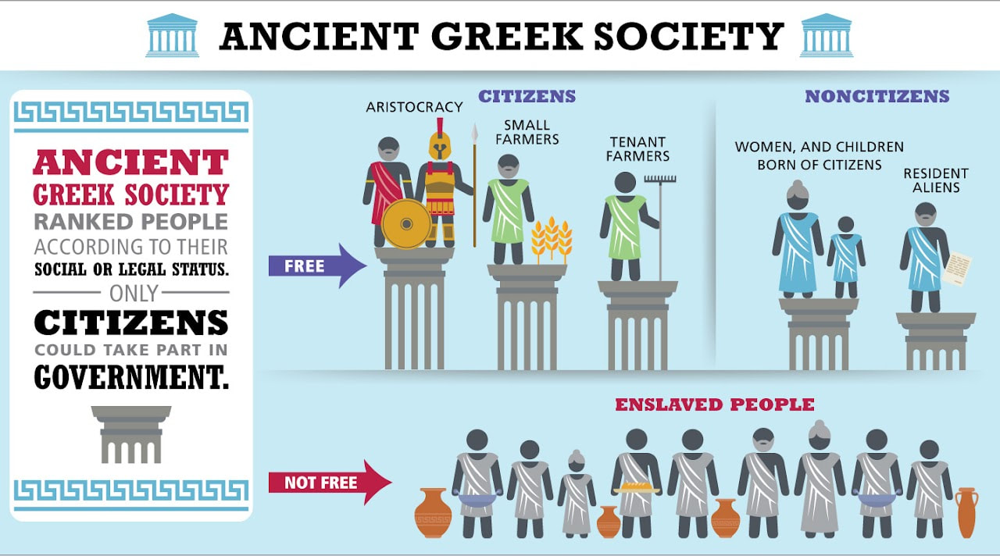 ANCIENT GREEK SOCIETY
ANCIENT
GREEK SOCIETY
RANKED PEOPLE
ACCORDING TO THEIR
SOCIAL OR LEGAL STATUS.
ONLY
CITIZENS
COULD TAKE PART IN
GOVERNMENT.
FREE
CITIZENS
ARISTOCRACY
SMALL
FARMERS
TENANT
FARMERS
NONCITIZENS
WOMEN, AND CHILDREN
BORN OF CITIZENS
RESIDENT
ALIENS
NOT FREE
ENSLAVED PEOPLE